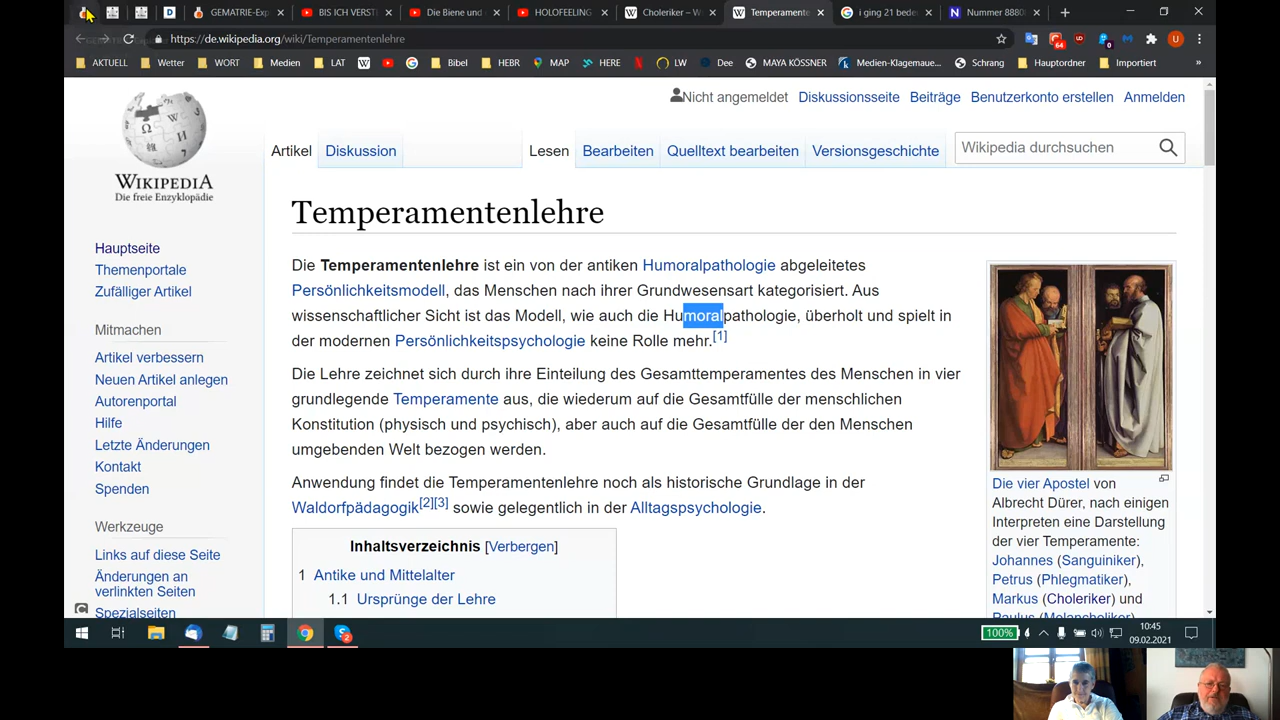 GEMATRIE-Exp
BIS ICH VERST
Die Biene und
HOLOFEELING
Choleriker – W
Temperamente
i ging 21 bede
Nummer 8880
https://de.wikipedia.org/wiki/Temperamentenlehre
AKTUELL
Wetter
WORT
Medien
LAT
Bibel
HEBR
MAP
HERE
LW
Dee
MAYA KÖSSNER
Medien-Klagemaue...
Schrang
Hauptordner
Importiert
Nicht angemeldet Diskussionsseite Beiträge Benutzerkonto erstellen Anmelden
Artikel Diskussion Lesen Bearbeiten Quelltext bearbeiten Versionsgeschichte
Wikipedia durchsuchen
WIKIPEDIA
Die freie Enzyklopädie
Hauptseite
Themenportale
Zufälliger Artikel
Mitmachen
Artikel verbessern
Neuen Artikel anlegen
Autorenportal
Hilfe
Letzte Änderungen
Kontakt
Spenden
Werkzeuge
Links auf diese Seite
Änderungen an
verlinkten Seiten
Spezialseiten
Temperamentenlehre
Die Temperamentenlehre ist ein von der antiken Humoralpathologie abgeleitetes
Persönlichkeitsmodell, das Menschen nach ihrer Grundwesensart kategorisiert. Aus
wissenschaftlicher Sicht ist das Modell, wie auch die Humoralpathologie, überholt und spielt in
der modernen Persönlichkeitspsychologie keine Rolle mehr.[1]
Die Lehre zeichnet sich durch ihre Einteilung des Gesamttemperamentes des Menschen in vier
grundlegende Temperamente aus, die wiederum auf die Gesamtfülle der menschlichen
Konstitution (physisch und psychisch), aber auch auf die Gesamtfülle der den Menschen
umgebenden Welt bezogen werden.
Anwendung findet die Temperamentenlehre noch als historische Grundlage in der
Waldorfpädagogik[2][3] sowie gelegentlich in der Alltagspsychologie.
Inhaltsverzeichnis [Verbergen]
1 Antike und Mittelalter
1.1 Ursprünge der Lehre
Die vier Apostel von
Albrecht Dürer, nach einigen
Interpreten eine Darstellung
der vier Temperamente:
Johannes (Sanguiniker),
Petrus (Phlegmatiker),
Markus (Choleriker) und
Paulus (Melancholiker)
100%
10:45
09.02.2021